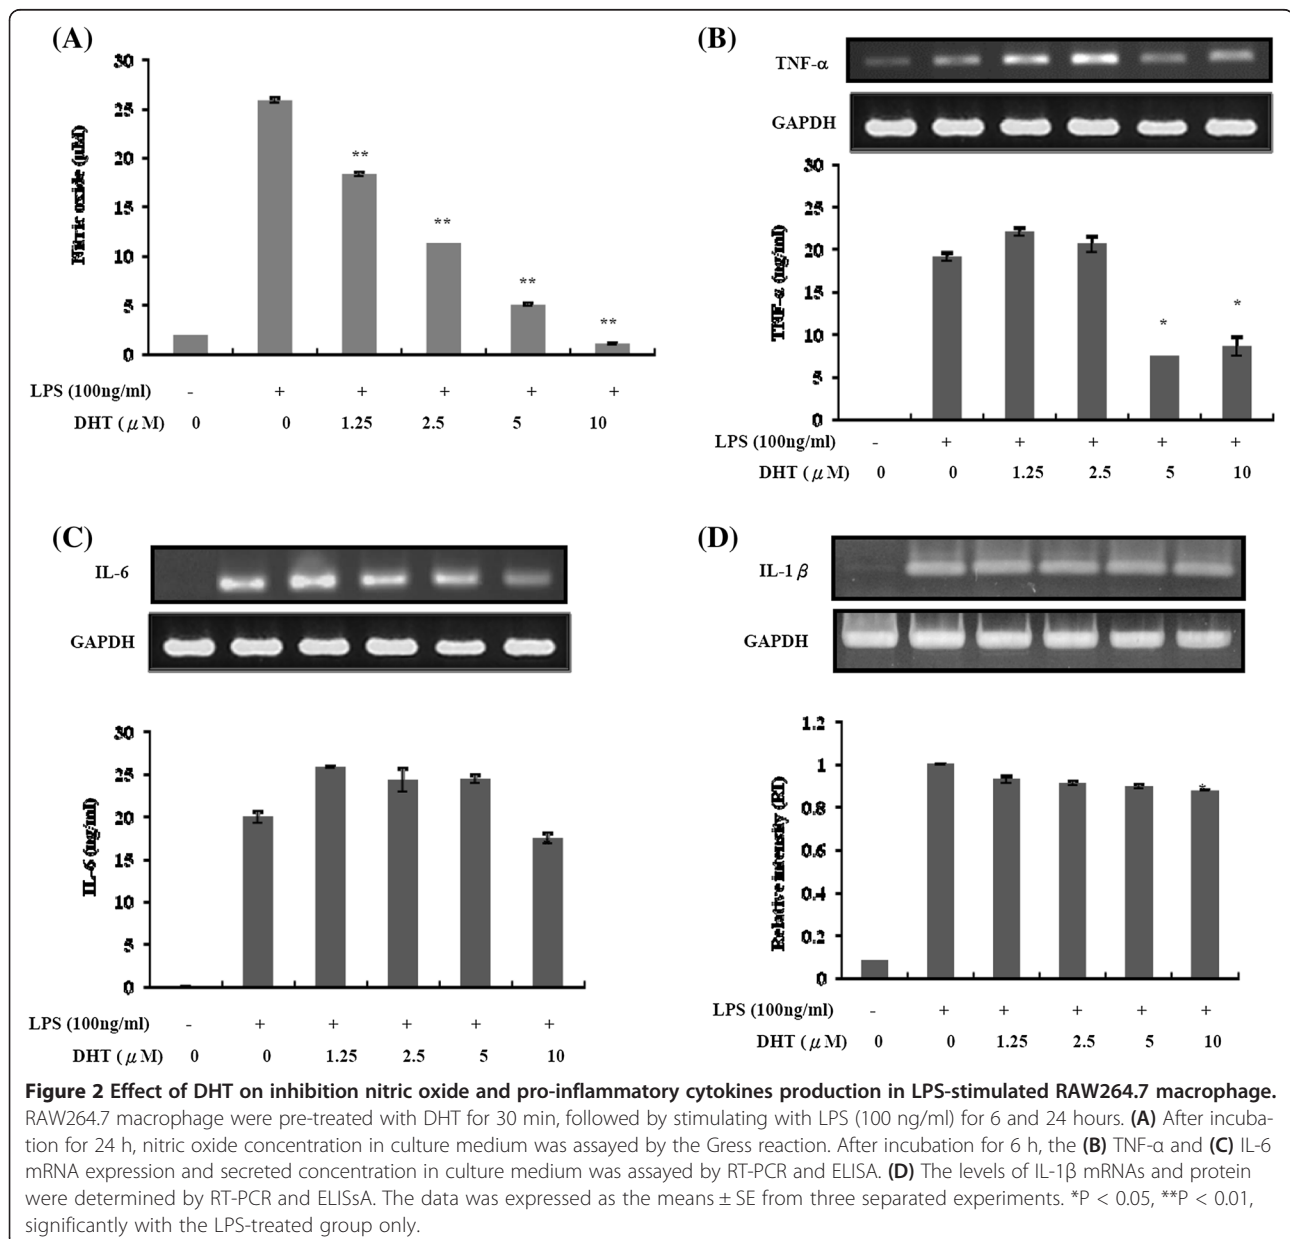 (A)
Nitric oxide (μM)
30
25
20
15
10
5
0
**
**
**
**
LPS (100ng/ml) - + + + + +
DHT ( μ M) 0 0 1.25 2.5 5 10
(B)
TNF-α
GAPDH
TNF-α (ng/ml)
30
25
20
15
10
5
0
*
*
LPS (100ng/ml) - + + + + +
DHT ( μ M) 0 0 1.25 2.5 5 10
(C)
IL-6
GAPDH
IL-6 (ng/ml)
30
25
20
15
10
5
0
LPS (100ng/ml) - + + + + +
DHT ( μ M) 0 0 1.25 2.5 5 10
(D)
IL-1 β
GAPDH
Relative intensity (RI)
1.2
1
0.8
0.6
0.4
0.2
0
*
LPS (100ng/ml) - + + + + +
DHT ( μ M) 0 0 1.25 2.5 5 10
Figure 2 Effect of DHT on inhibition nitric oxide and pro-inflammatory cytokines production in LPS-stimulated RAW264.7 macrophage.
RAW264.7 macrophage were pre-treated with DHT for 30 min, followed by stimulating with LPS (100 ng/ml) for 6 and 24 hours. (A) After incuba-
tion for 24 h, nitric oxide concentration in culture medium was assayed by the Gress reaction. After incubation for 6 h, the (B) TNF-α and (C) IL-6
mRNA expression and secreted concentration in culture medium was assayed by RT-PCR and ELISA. (D) The levels of IL-1β mRNAs and protein
were determined by RT-PCR and ELISsA. The data was expressed as the means ± SE from three separated experiments. *P < 0.05, **P < 0.01,
significantly with the LPS-treated group only.